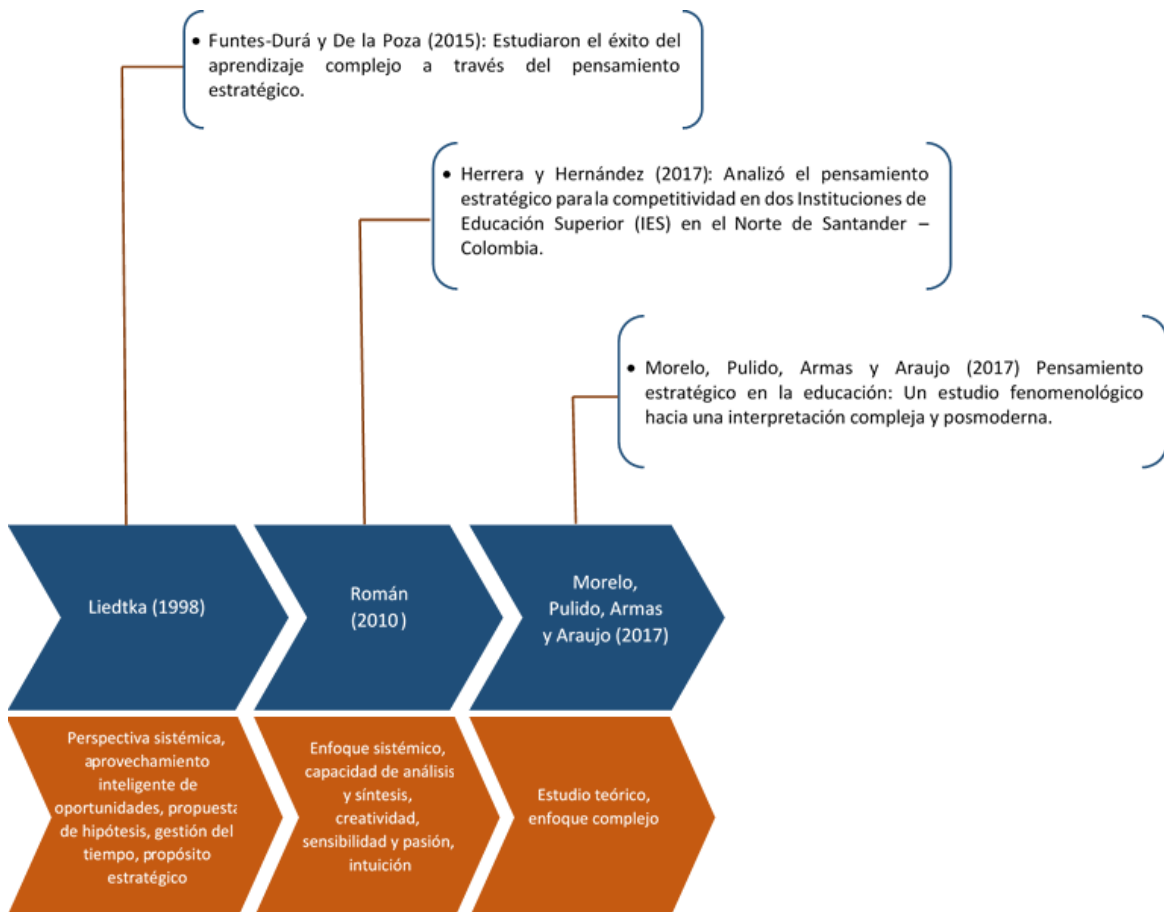 • Funtes-Durá y De la Poza (2015): Estudiaron el éxito del
aprendizaje complejo a través del pensamiento
estratégico.
• Herrera y Hernández (2017): Analizó el pensamiento
estratégico para la competitividad en dos Instituciones de
Educación Superior (IES) en el Norte de Santander –
Colombia.
• Morelo, Pulido, Armas y Araujo (2017) Pensamiento
estratégico en la educación: Un estudio fenomenológico
hacia una interpretación compleja y posmoderna.
Liedtka (1998)
Román
(2010)
Morelo,
Pulido, Armas
y Araujo (2017)
Perspectiva sistémica,
aprovechamiento
inteligente de
oportunidades, propuesta
de hipótesis, gestión del
tiempo, propósito
estratégico
Enfoque sistémico,
capacidad de análisis
y síntesis,
creatividad,
sensibilidad y pasión,
intuición
Estudio teórico,
enfoque complejo